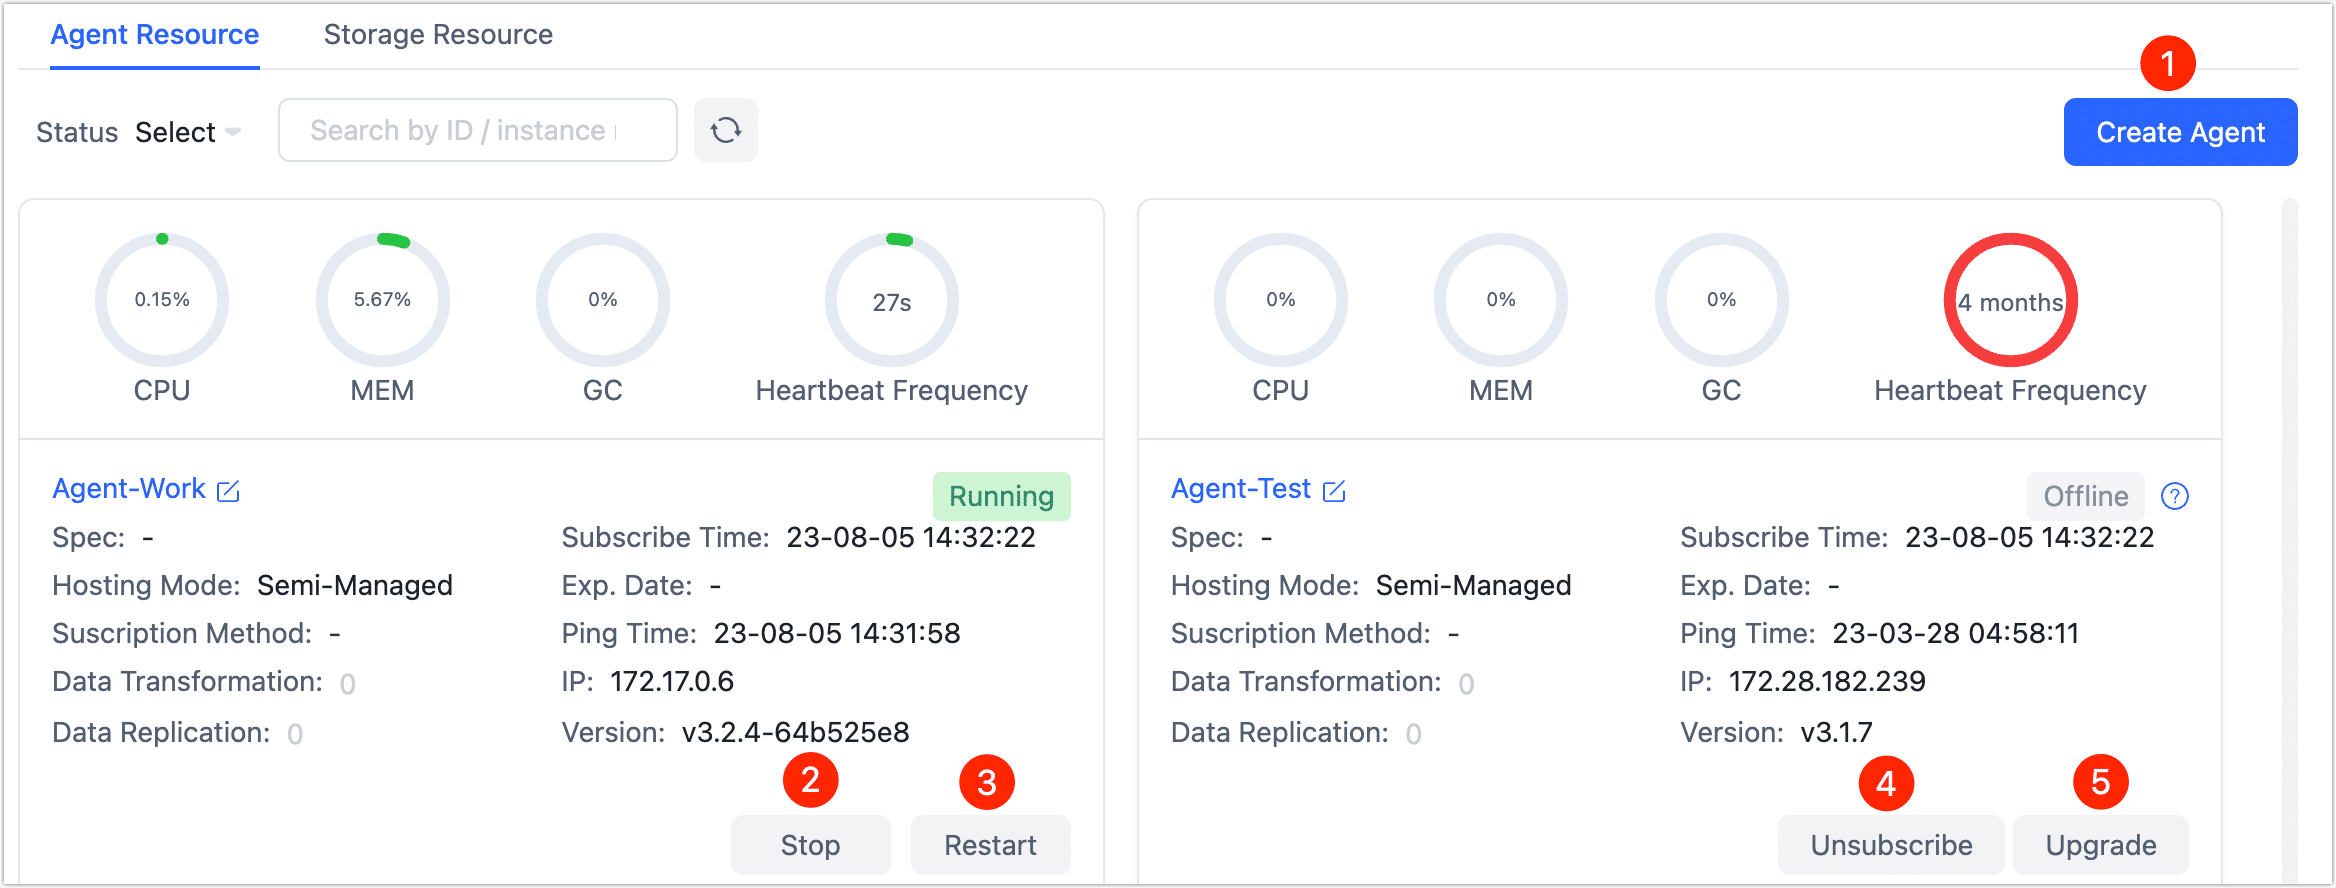 Agent Resource Storage Resource
1
Status Select Search by ID / instance Create Agent
0.15% 5.67% 0% 27s
CPU MEM GC Heartbeat Frequency
Agent-Work Running
Spec: - Subscribe Time: 23-08-05 14:32:22
Hosting Mode: Semi-Managed Exp. Date: -
Suscription Method: - Ping Time: 23-08-05 14:31:58
Data Transformation: 0 IP: 172.17.0.6
Data Replication: 0 Version: v3.2.4-64b525e8
2 3
Stop Restart
0% 0% 0% 4 months
CPU MEM GC Heartbeat Frequency
Agent-Test Offline ?
Spec: - Subscribe Time: 23-08-05 14:32:22
Hosting Mode: Semi-Managed Exp. Date: -
Suscription Method: - Ping Time: 23-03-28 04:58:11
Data Transformation: 0 IP: 172.28.182.239
Data Replication: 0 Version: v3.1.7
4 5
Unsubscribe Upgrade